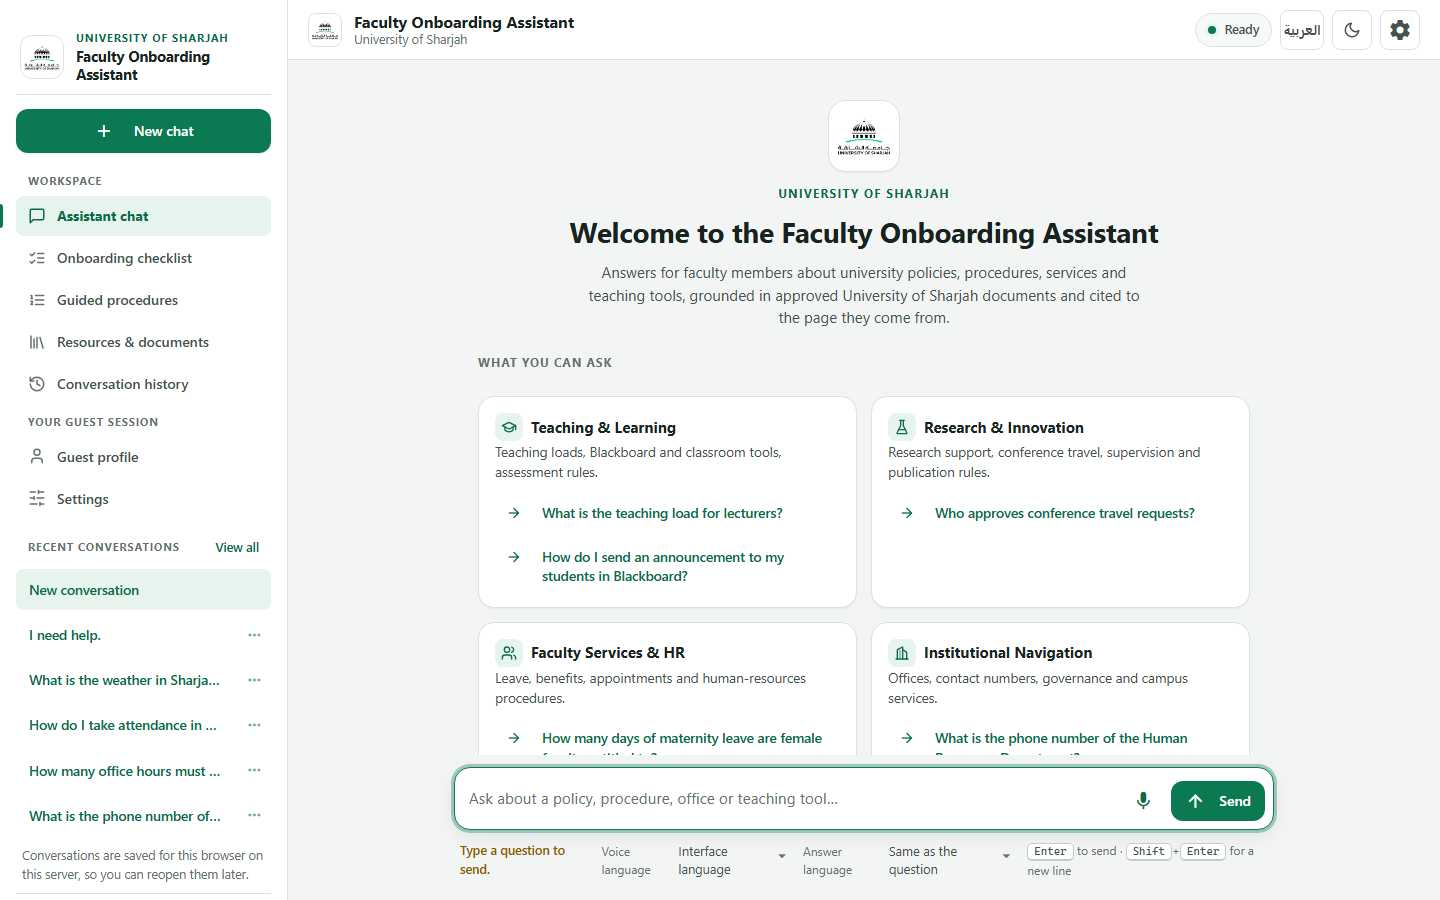 UNIVERSITY OF SHARJAH
Faculty Onboarding
Assistant
New chat
WORKSPACE
Assistant chat
Onboarding checklist
Guided procedures
Resources & documents
Conversation history
YOUR GUEST SESSION
Guest profile
Settings
RECENT CONVERSATIONS
View all
New conversation
I need help.
What is the weather in Sharja...
How do I take attendance in ...
How many office hours must ...
What is the phone number of...
Conversations are saved for this browser on
this server, so you can reopen them later.
Faculty Onboarding Assistant
University of Sharjah
Ready
العربية
جامعة الشارقة
UNIVERSITY OF SHARJAH
UNIVERSITY OF SHARJAH
Welcome to the Faculty Onboarding Assistant
Answers for faculty members about university policies, procedures, services and
teaching tools, grounded in approved University of Sharjah documents and cited to
the page they come from.
WHAT YOU CAN ASK
Teaching & Learning
Teaching loads, Blackboard and classroom tools,
assessment rules.
What is the teaching load for lecturers?
How do I send an announcement to my
students in Blackboard?
Research & Innovation
Research support, conference travel, supervision and
publication rules.
Who approves conference travel requests?
Faculty Services & HR
Leave, benefits, appointments and human-resources
procedures.
How many days of maternity leave are female
Institutional Navigation
Offices, contact numbers, governance and campus
services.
What is the phone number of the Human
Ask about a policy, procedure, office or teaching tool...
Send
Type a question to
send.
Voice
language
Interface
language
Answer
language
Same as the
question
Enter to send · Shift+Enter for a
new line